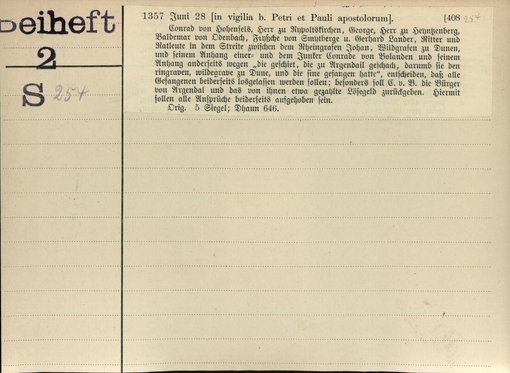 Beiheft
2
S 254
1357 Juni 28 [in vigilia b. Petri et Pauli apostolorum]. [408 254
Conrad von Hohenfels, Herr zu Rypoltskirchen, George, Herr zu Heyntzenberg,
Baldemar von Odenbach, Frytsche von Smytberge u. Gerhard Lander, Ritter und
Ratleute in dem Streite zwischen dem Rheingrafen Johan, Wildgrafen zu Dunen,
und seinem Anhang einer- und dem Junker Conrade von Bolanden und seinem
Anhang anderseits wegen „die geschiet, die zu Argendail geschach, darumb sie den
ringraven, wildegrave zu Dune, und die sine gefangen hatte“, entscheiden, daß alle
Gefangenen beiderseits losgelassen werden sollen; besonders soll C. v. B. die Bürger
von Argendal und das von ihnen etwa gezahlte Lösegeld zurückgeben. Hiermit
sollen alle Ansprüche beiderseits aufgehoben sein.
Orig. 5 Siegel; Dhaun 646.